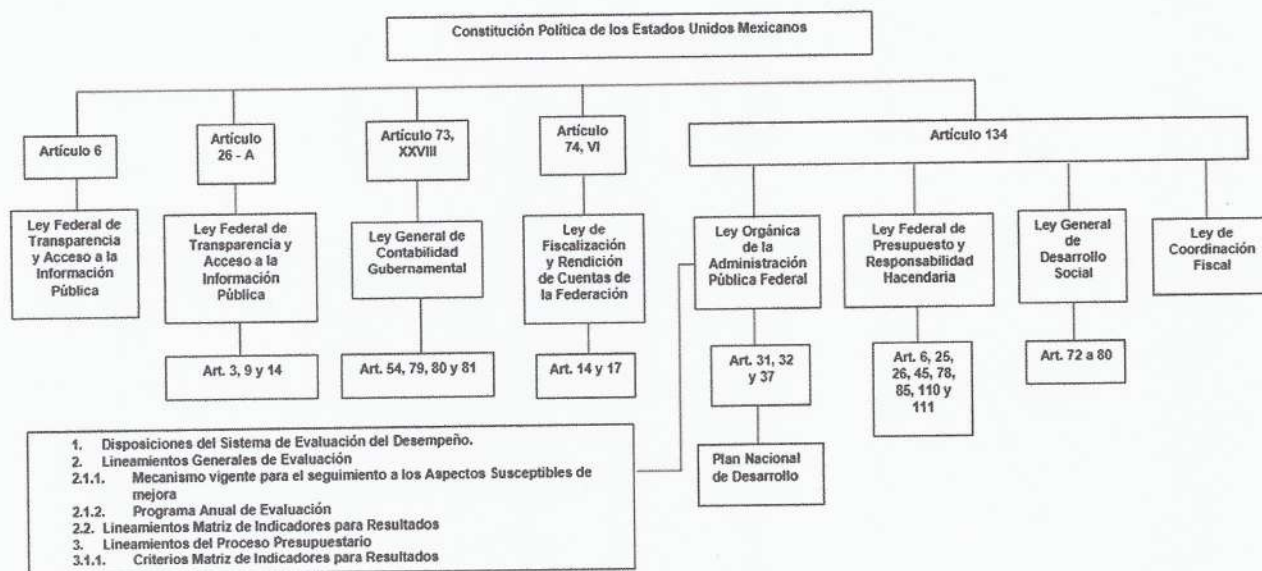 Constitución Política de los Estados Unidos Mexicanos
Artículo 6
Artículo
26 - A
Artículo 73,
XXVIII
Artículo
74, VI
Artículo 134
Ley Federal de
Transparencia
y Acceso a la
Información
Pública
Ley Federal de
Transparencia y
Acceso a la
Información
Pública
Ley General de
Contabilidad
Gubernamental
Ley de
Fiscalización
y Rendición
de Cuentas de
la Federación
Ley Orgánica
de la
Administración
Pública Federal
Ley Federal de
Presupuesto y
Responsabilidad
Hacendaria
Ley General
de
Desarrollo
Social
Ley de
Coordinación
Fiscal
Art. 3, 9 y 14
Art. 54, 79, 80 y 81
Art. 14 y 17
Art. 31, 32
y 37
Art. 6, 25,
26, 45, 78,
85, 110 y
111
Art. 72 a 80
Plan Nacional
de Desarrollo
1. Disposiciones del Sistema de Evaluación del Desempeño.
2. Lineamientos Generales de Evaluación
2.1.1. Mecanismo vigente para el seguimiento a los Aspectos Susceptibles de
mejora
2.1.2. Programa Anual de Evaluación
2.2. Lineamientos Matriz de Indicadores para Resultados
3. Lineamientos del Proceso Presupuestario
3.1.1. Criterios Matriz de Indicadores para Resultados